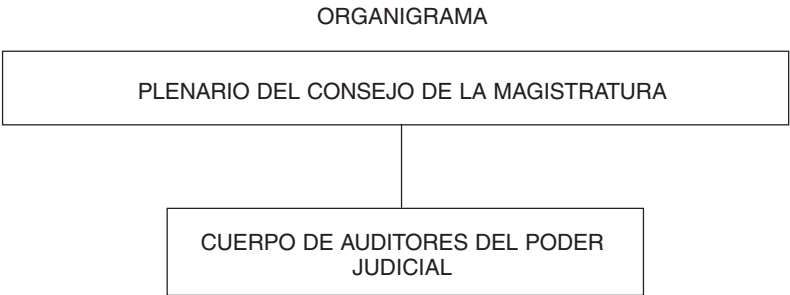 ORGANIGRAMA
PLENARIO DEL CONSEJO DE LA MAGISTRATURA
CUERPO DE AUDITORES DEL PODER
JUDICIAL